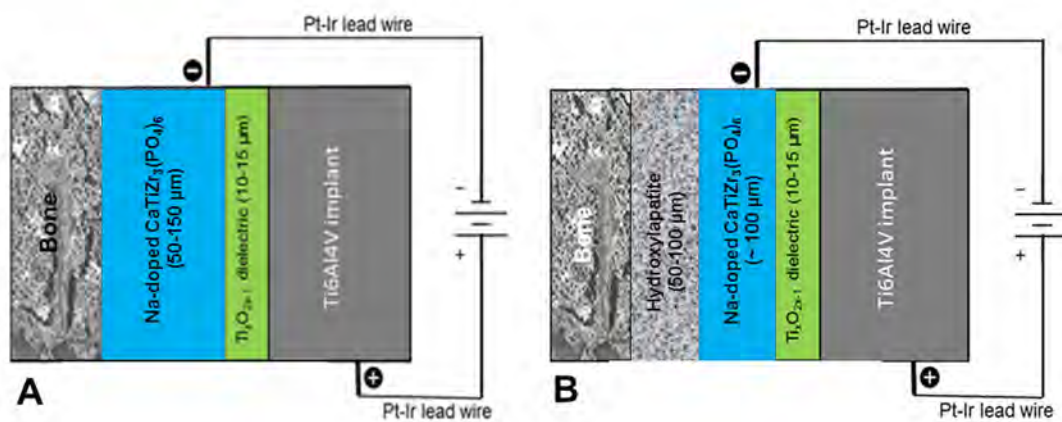 Pt-Ir lead wire
−
Bone
Na-doped CaTiZr₃(PO₄)₆
(50-150 µm)
TiₓO₂ₓ₋₁ dielectric (10-15 µm)
Ti6Al4V implant
−
+
A
+
Pt-Ir lead wire
Pt-Ir lead wire
−
Bone
Hydroxylapatite
(50-100 µm)
Na-doped CaTiZr₃(PO₄)₆
(~ 100 µm)
TiₓO₂ₓ₋₁ dielectric (10-15 µm)
Ti6Al4V implant
−
+
B
+
Pt-Ir lead wire